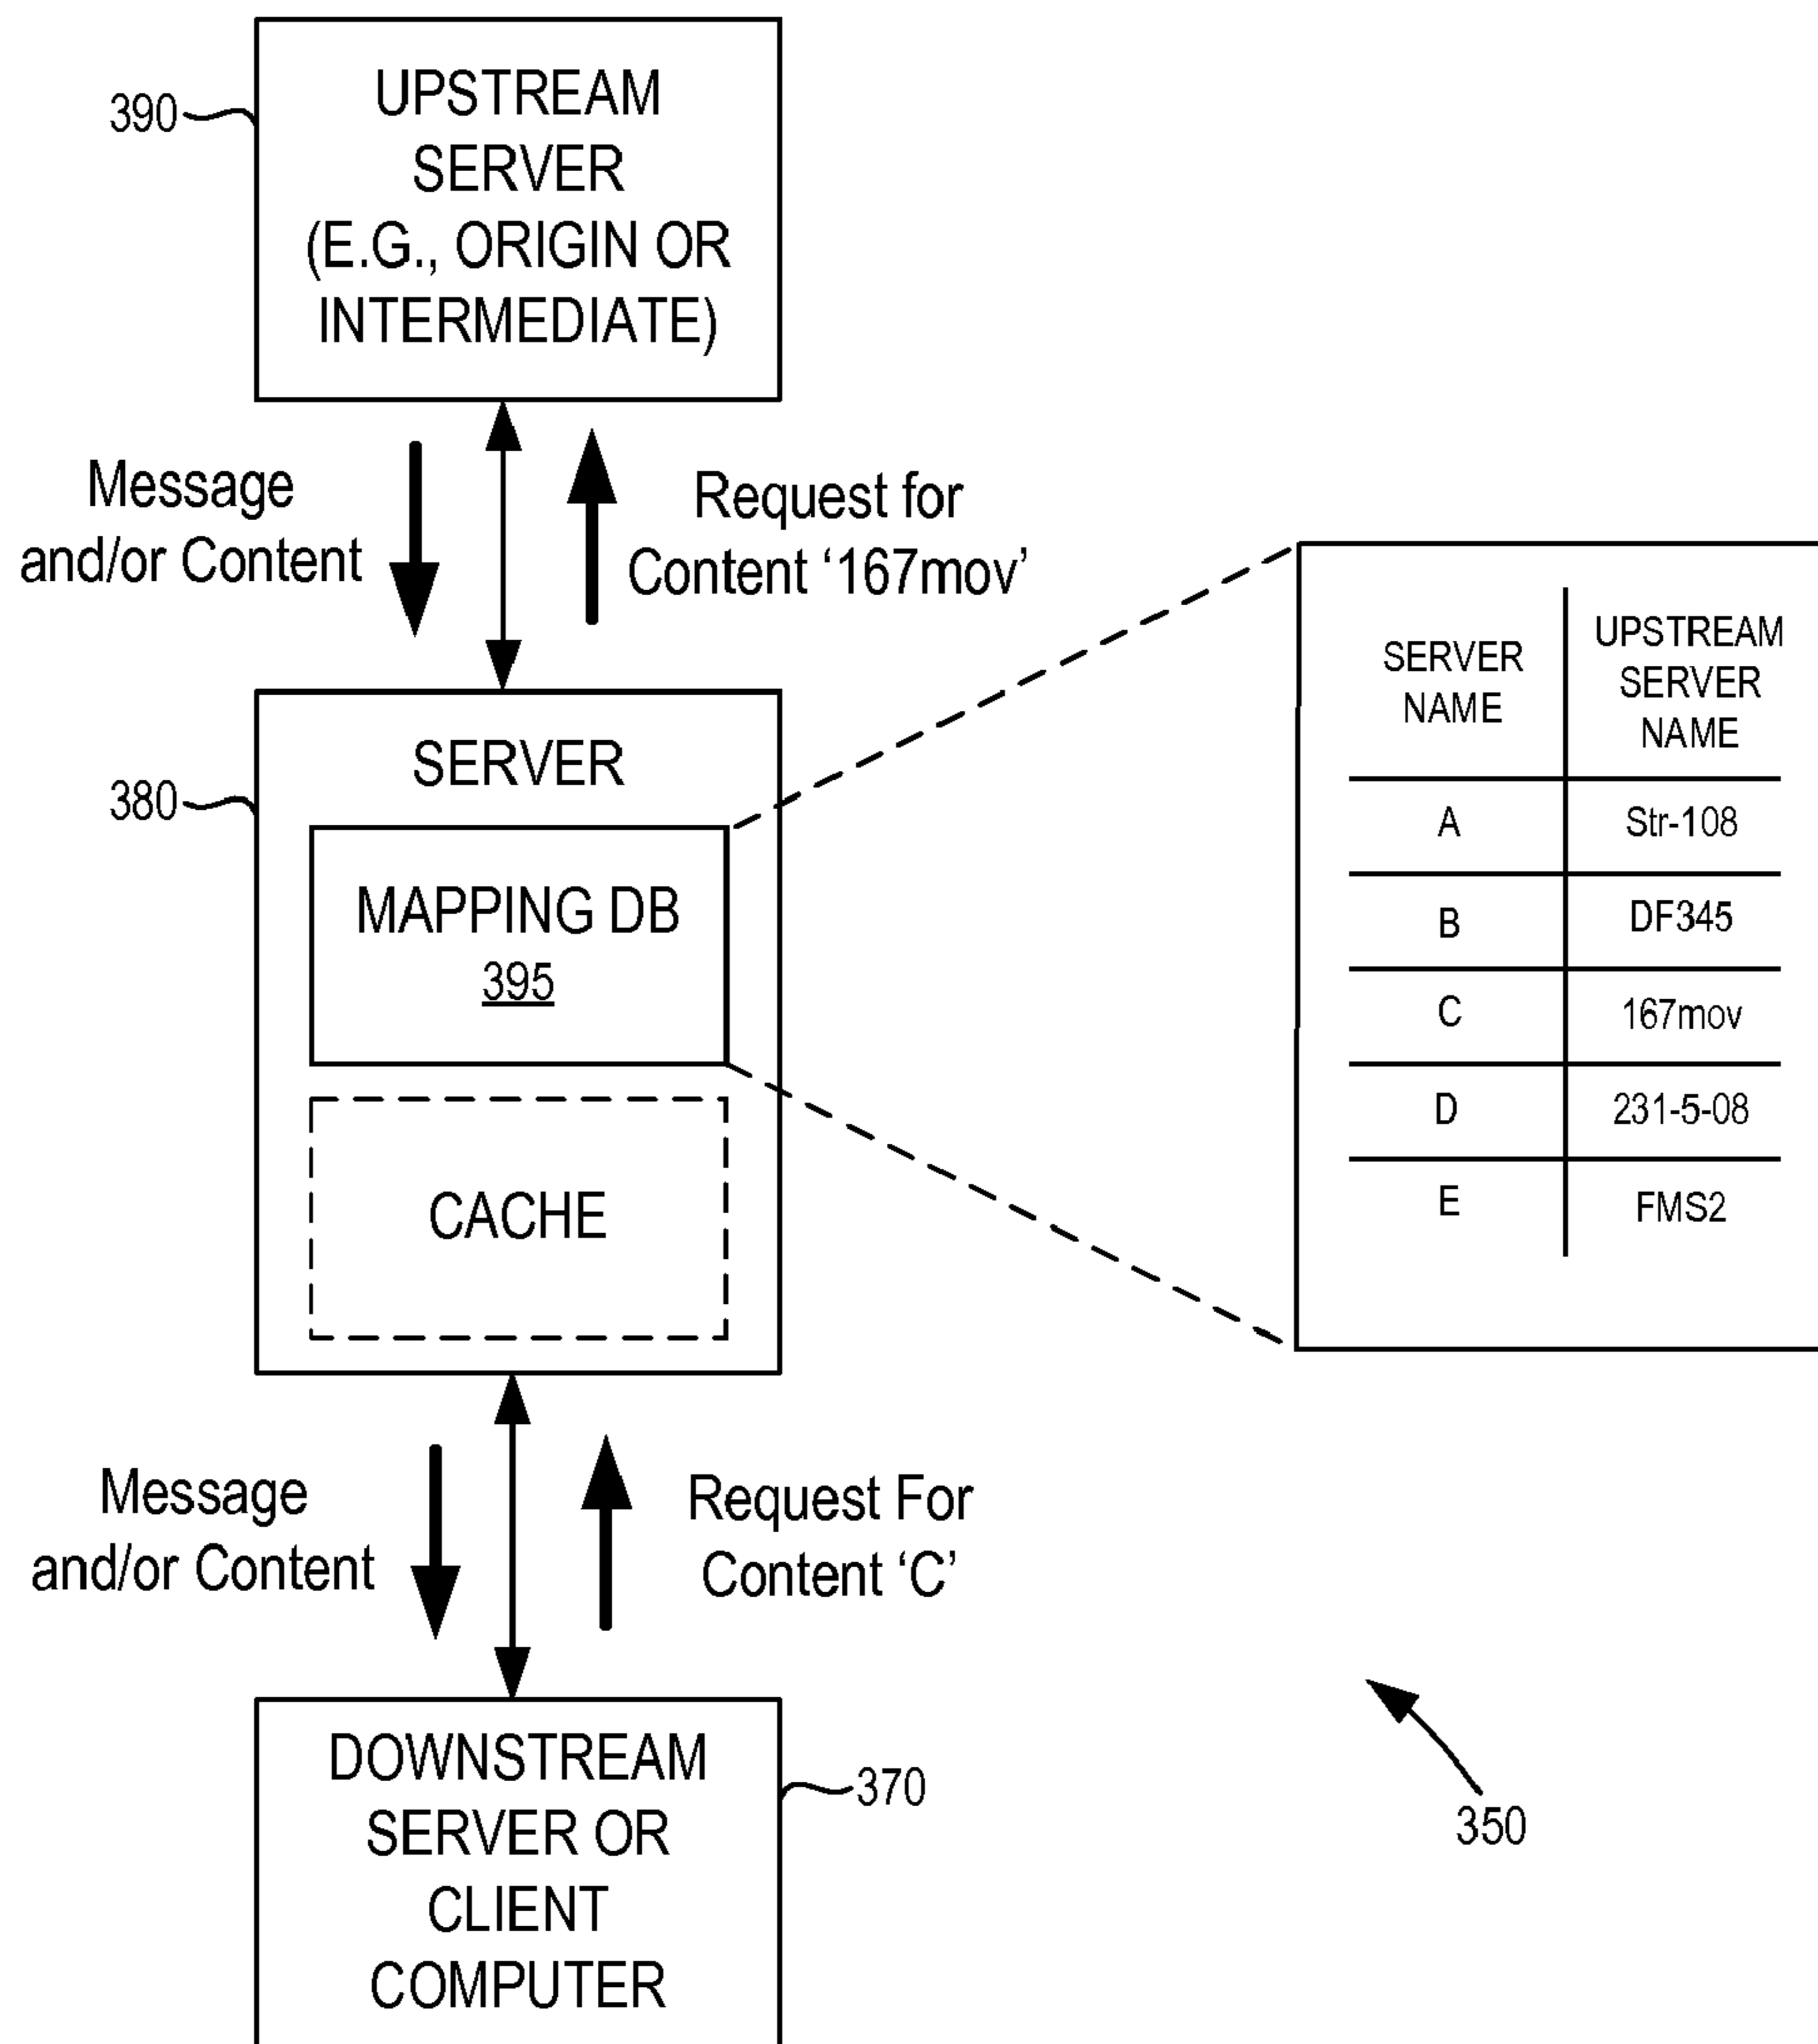 UPSTREAM
SERVER
(E.G., ORIGIN OR
INTERMEDIATE)
390
Message
and/or Content
Request for
Content ‘167mov’
SERVER
380
MAPPING DB
395
CACHE
SERVER
NAME
UPSTREAM
SERVER
NAME
A
Str-108
B
DF345
C
167mov
D
231-5-08
E
FMS2
Message
and/or Content
Request For
Content ‘C’
DOWNSTREAM
SERVER OR
CLIENT
COMPUTER
370
350